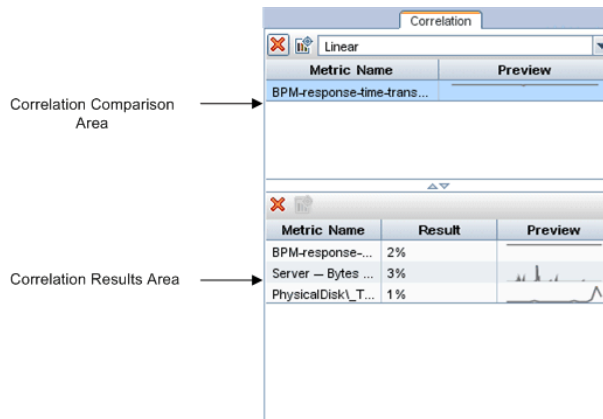 Correlation
Linear
Metric Name Preview
BPM-response-time-trans...
Correlation Comparison
Area
Metric Name Result Preview
BPM-response-... 2%
Server — Bytes ... 3%
Correlation Results Area
PhysicalDisk\_T... 1%